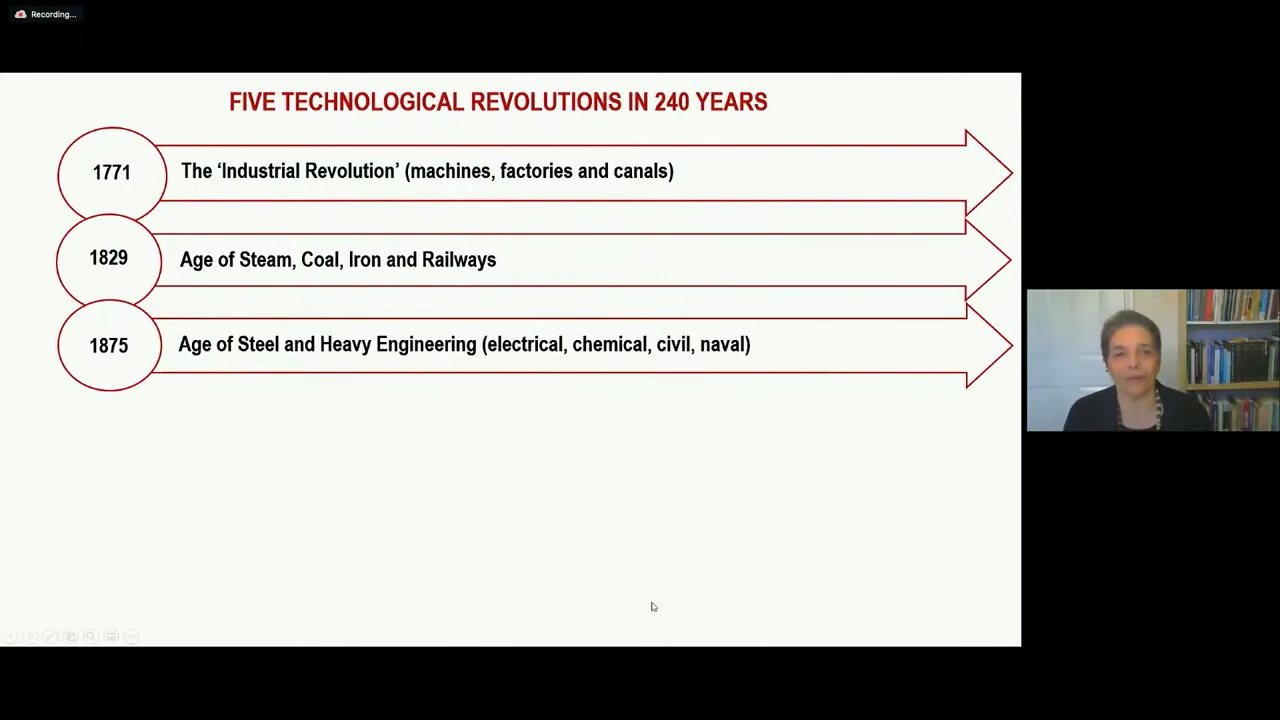 Recording...
FIVE TECHNOLOGICAL REVOLUTIONS IN 240 YEARS
1771
The ‘Industrial Revolution’ (machines, factories and canals)
1829
Age of Steam, Coal, Iron and Railways
1875
Age of Steel and Heavy Engineering (electrical, chemical, civil, naval)